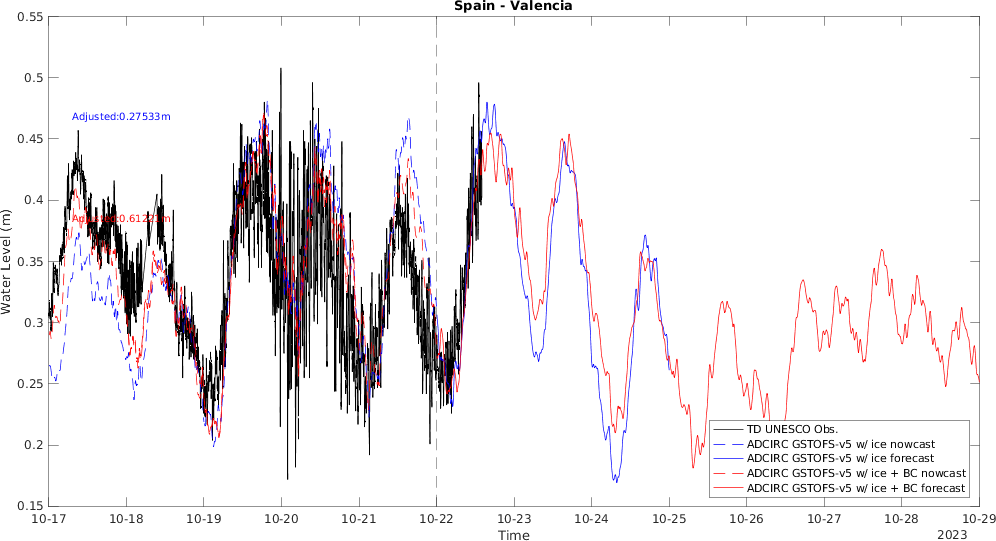 Spain - Valencia
0.55
0.5
0.45
0.4
0.35
0.3
0.25
0.2
0.15
Water Level (m)
Adjusted:0.27533m
TD UNESCO Obs.
ADCIRC GSTOFS-v5 w/ ice nowcast
ADCIRC GSTOFS-v5 w/ ice forecast
ADCIRC GSTOFS-v5 w/ ice + BC nowcast
ADCIRC GSTOFS-v5 w/ ice + BC forecast
10-17 10-18 10-19 10-20 10-21 10-22 10-23 10-24 10-25 10-26 10-27 10-28 10-29
Time
2023